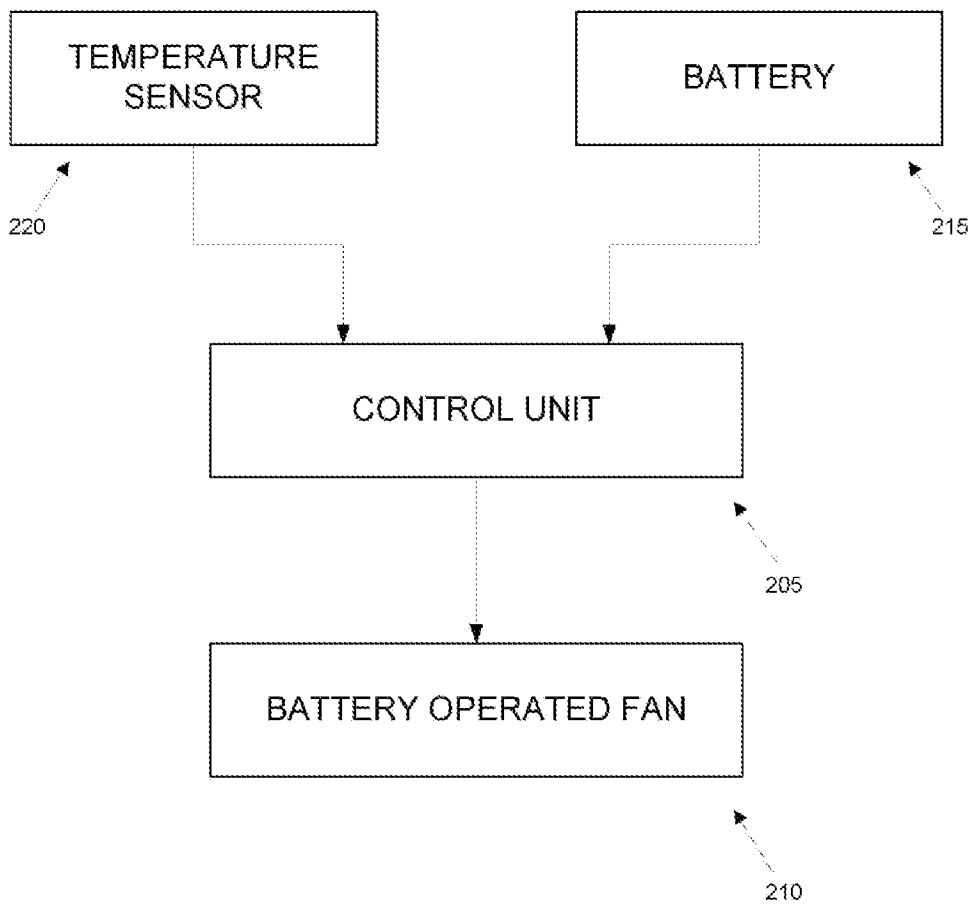 TEMPERATURE
SENSOR
BATTERY
220
215
CONTROL UNIT
205
BATTERY OPERATED FAN
210